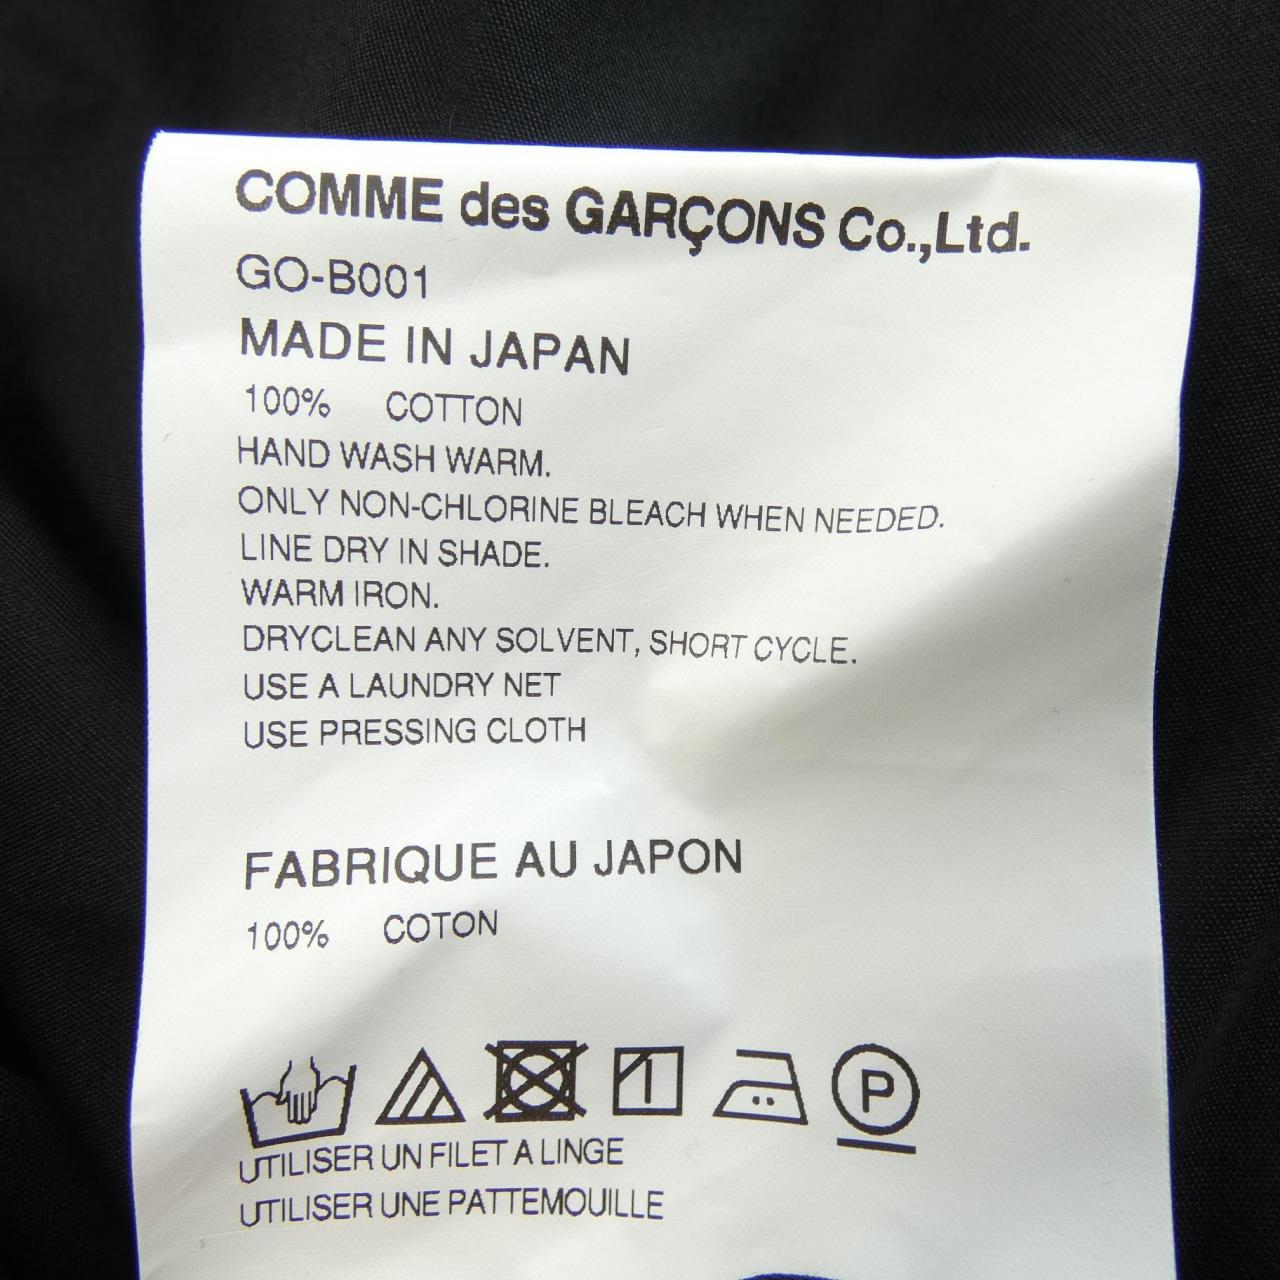 COMME des GARÇONS Co.,Ltd.
GO-B001
MADE IN JAPAN
100% COTTON
HAND WASH WARM.
ONLY NON-CHLORINE BLEACH WHEN NEEDED.
LINE DRY IN SHADE.
WARM IRON.
DRYCLEAN ANY SOLVENT, SHORT CYCLE.
USE A LAUNDRY NET
USE PRESSING CLOTH
FABRIQUE AU JAPON
100% COTON
P
UTILISER UN FILET A LINGE
UTILISER UNE PATTEMOUILLE